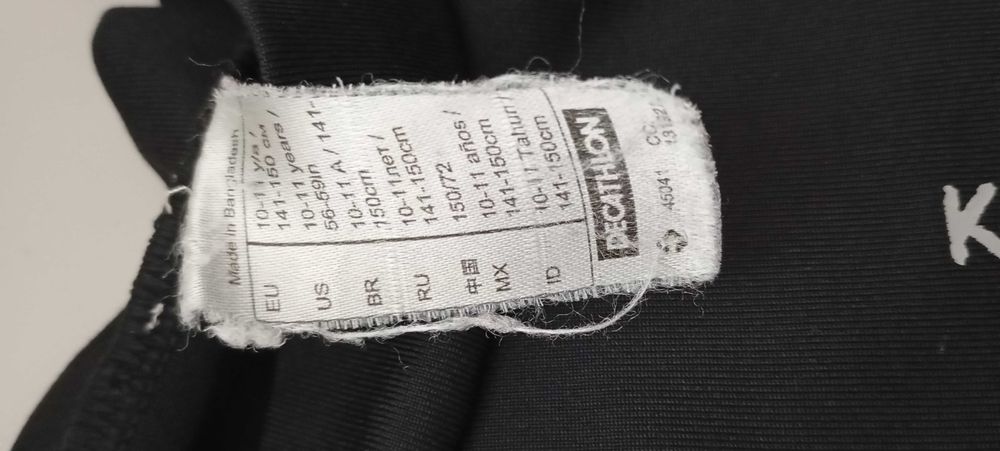 DECATHLON
45041
EU 10-11 y/a /
141-150 cm
US 10-11 years /
56-59in
BR 10-11 A / 141-
150cm
RU 10-11лет /
141-150cm
中国 150/72
MX 10-11 años /
141-150cm
ID 10-11 Tahun /
141-150cm
Made in Bangladesh
K